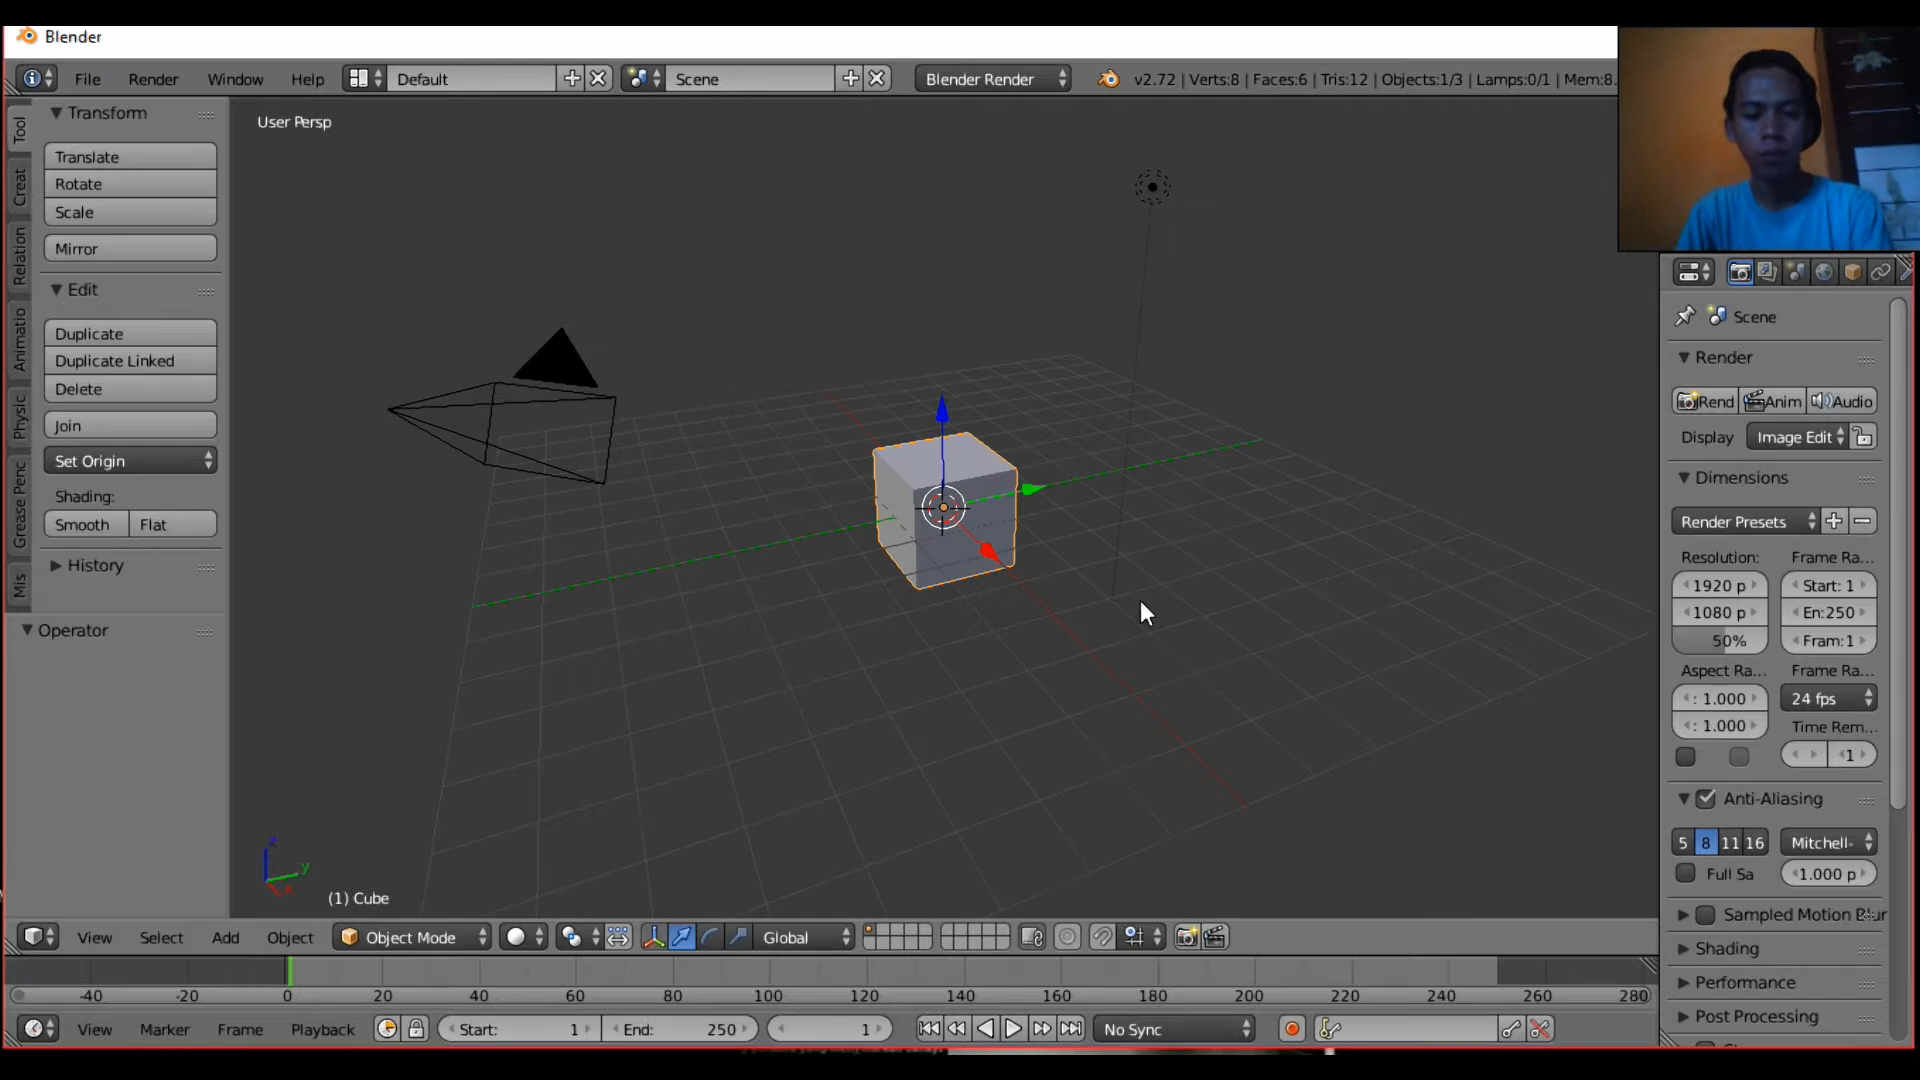 Blender
File Render Window Help Default Scene Blender Render v2.72 | Verts:8 | Faces:6 | Tris:12 | Objects:1/3 | Lamps:0/1 | Mem:8.
Tool
Creat
Relation
Animatio
Physic
Grease Penc
Mis
Transform
Translate
Rotate
Scale
Mirror
Edit
Duplicate
Duplicate Linked
Delete
Join
Set Origin
Shading:
Smooth Flat
History
Operator
User Persp
z
y
(1) Cube
Scene
Render
Rend Anim Audio
Display Image Edit
Dimensions
Render Presets
Resolution: Frame Ra...
1920 p Start: 1
1080 p En:250
50% Fram:1
Aspect Ra... Frame Ra...
: 1.000 24 fps
: 1.000 Time Rem...
1
Anti-Aliasing
5 8 11 16 Mitchell-
Full Sa 1.000 p
Sampled Motion Blur
Shading
Performance
Post Processing
View Select Add Object Object Mode Global
-40 -20 0 20 40 60 80 100 120 140 160 180 200 220 240 260 280
View Marker Frame Playback Start: 1 End: 250 1 No Sync